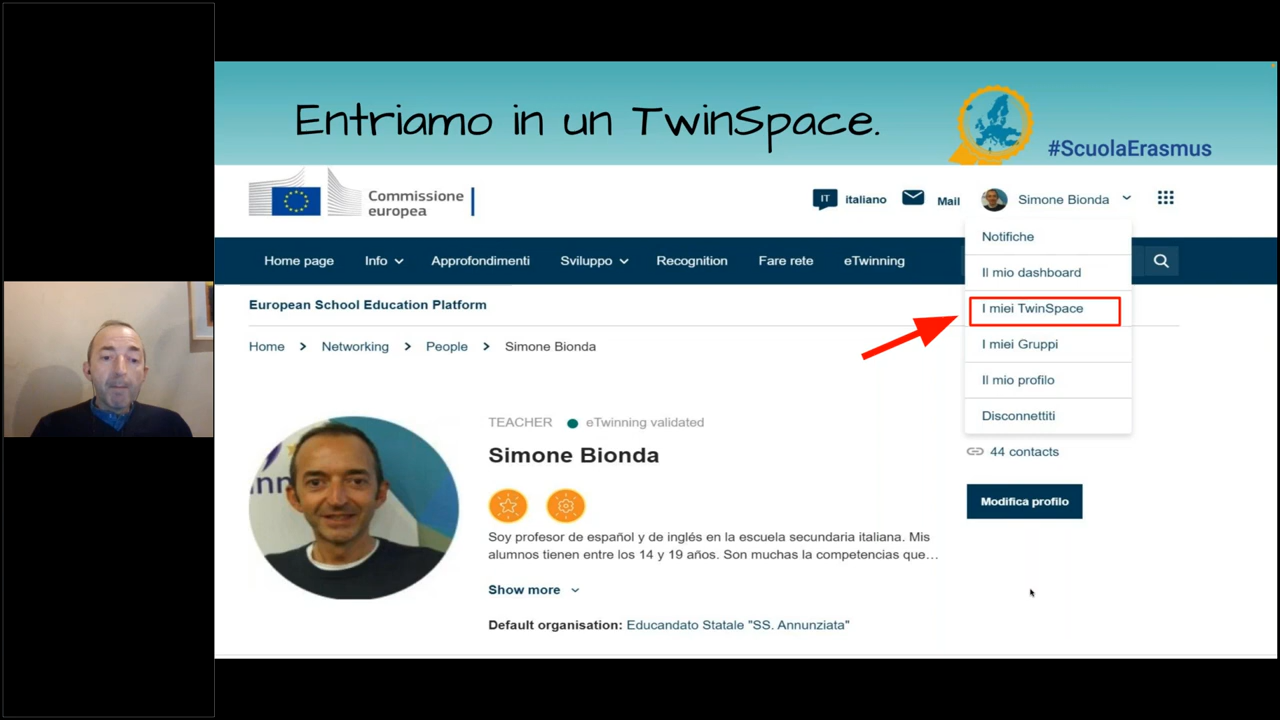 Entriamo in un TwinSpace.
#ScuolaErasmus
Commissione
europea
IT italiano Mail Simone Bionda
Home page Info Approfondimenti Sviluppo Recognition Fare rete eTwinning
Notifiche
Il mio dashboard
I miei TwinSpace
I miei Gruppi
Il mio profilo
Disconnettiti
European School Education Platform
Home > Networking > People > Simone Bionda
TEACHER eTwinning validated
Simone Bionda
44 contacts
Modifica profilo
Soy profesor de español y de inglés en la escuela secundaria italiana. Mis
alumnos tienen entre los 14 y 19 años. Son muchas la competencias que…
Show more
Default organisation: Educandato Statale "SS. Annunziata"